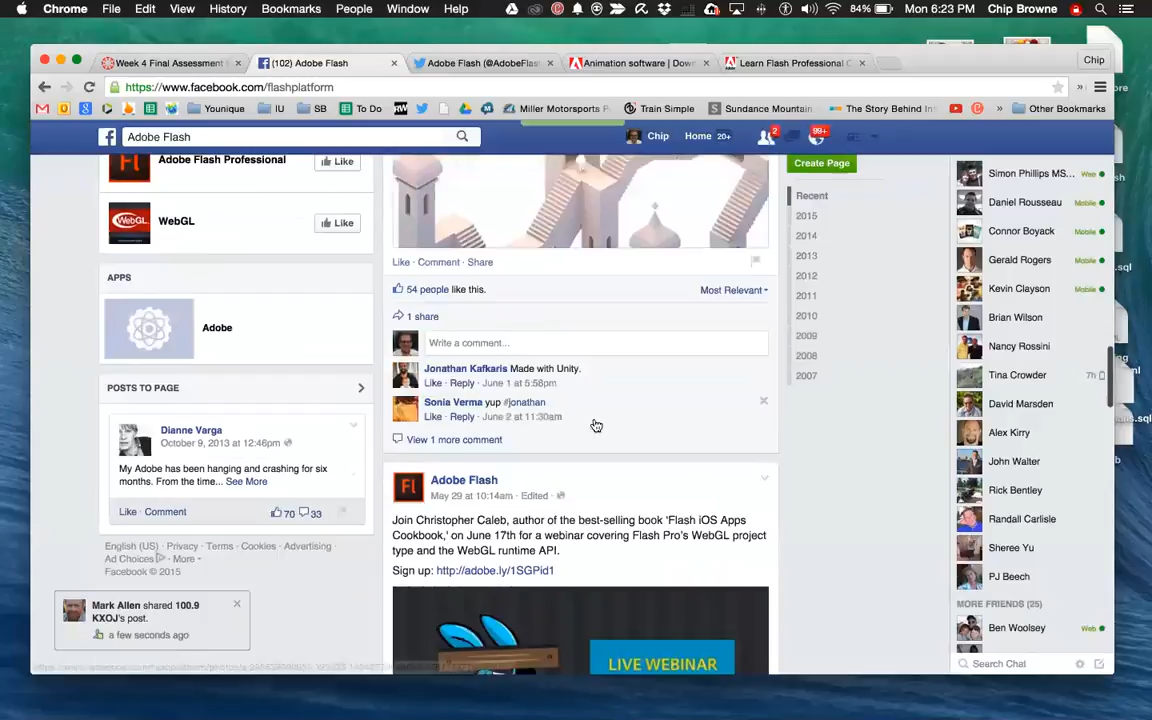 Chrome File Edit View History Bookmarks People Window Help
84% Mon 6:23 PM Chip Browne
Week 4 Final Assessment
(102) Adobe Flash
Adobe Flash (@AdobeFlas
Animation software | Dow
Learn Flash Professional C
Chip
https://www.facebook.com/flashplatform
Younique
IU
SB
To Do
Miller Motorsports P
Train Simple
Sundance Mountain
The Story Behind In
Other Bookmarks
Adobe Flash
Chip
Home 20+
2
99+
Adobe Flash Professional
Like
WebGL
Like
APPS
Adobe
POSTS TO PAGE
Dianne Varga
October 9, 2013 at 12:46pm
My Adobe has been hanging and crashing for six
months. From the time... See More
Like · Comment
70 33
English (US) · Privacy · Terms · Cookies · Advertising ·
Ad Choices · More
Facebook © 2015
Mark Allen shared 100.9
KXOJ's post.
a few seconds ago
Like · Comment · Share
54 people like this.
Most Relevant
1 share
Write a comment...
Jonathan Kafkaris Made with Unity.
Like · Reply · June 1 at 5:58pm
Sonia Verma yup #jonathan
Like · Reply · June 2 at 11:30am
View 1 more comment
Fl
Adobe Flash
May 29 at 10:14am · Edited ·
Join Christopher Caleb, author of the best-selling book 'Flash iOS Apps
Cookbook,' on June 17th for a webinar covering Flash Pro's WebGL project
type and the WebGL runtime API.
Sign up: http://adobe.ly/1SGPid1
LIVE WEBINAR
Create Page
Recent
2015
2014
2013
2012
2011
2010
2009
2008
2007
Simon Phillips MS... Web
Daniel Rousseau Mobile
Connor Boyack Mobile
Gerald Rogers Mobile
Kevin Clayson Mobile
Brian Wilson
Nancy Rossini
Tina Crowder 7h
David Marsden
Alex Kirry
John Walter
Rick Bentley
Randall Carlisle
Sheree Yu
PJ Beech
MORE FRIENDS (25)
Ben Woolsey Web
Search Chat